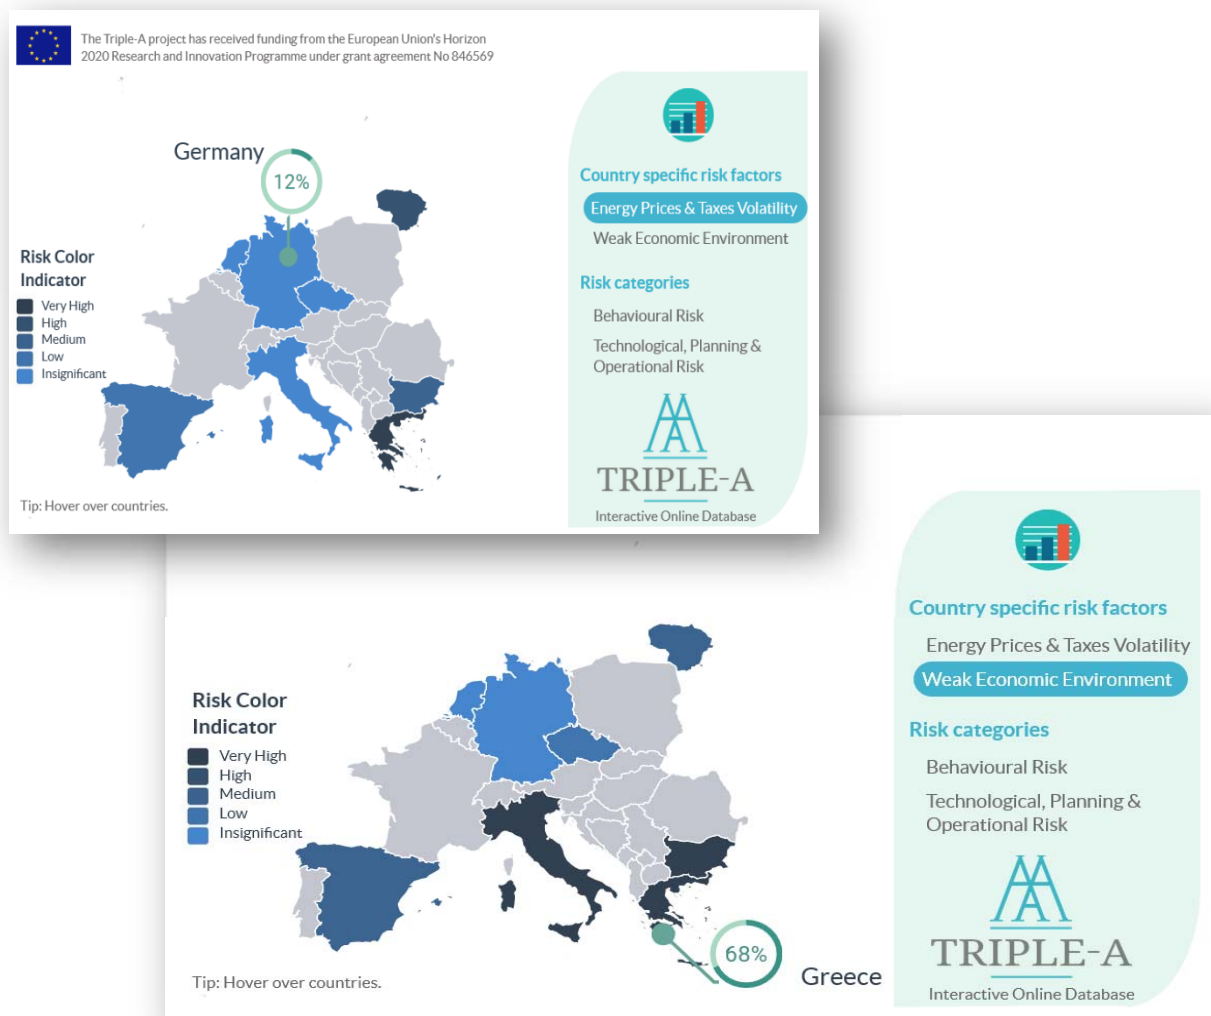 The Triple-A project has received funding from the European Union's Horizon
2020 Research and Innovation Programme under grant agreement No 846569
Germany
12%
Risk Color
Indicator
Very High
High
Medium
Low
Insignificant
Tip: Hover over countries.
Country specific risk factors
Energy Prices & Taxes Volatility
Weak Economic Environment
Risk categories
Behavioural Risk
Technological, Planning &
Operational Risk
TRIPLE-A
Interactive Online Database
Risk Color
Indicator
Very High
High
Medium
Low
Insignificant
68%
Greece
Tip: Hover over countries.
Country specific risk factors
Energy Prices & Taxes Volatility
Weak Economic Environment
Risk categories
Behavioural Risk
Technological, Planning &
Operational Risk
TRIPLE-A
Interactive Online Database